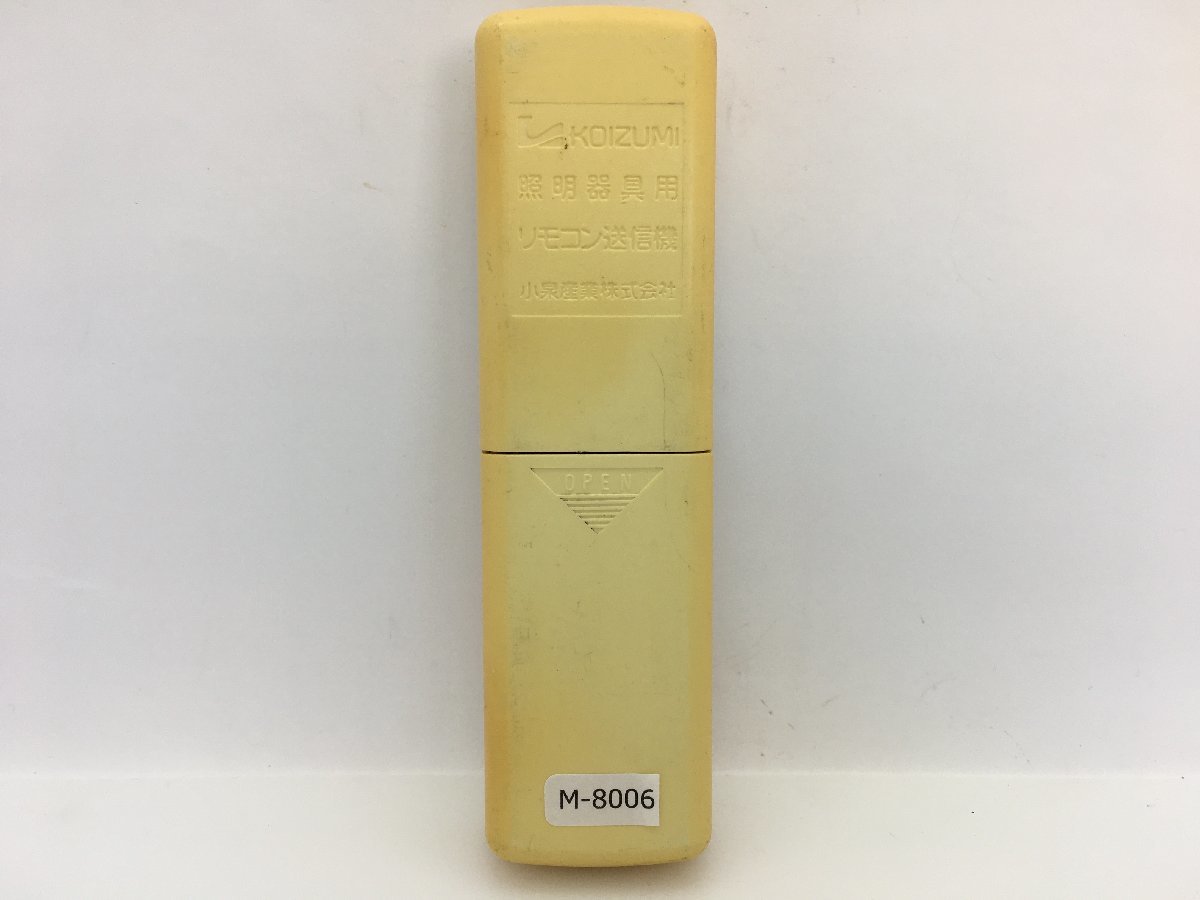 KOIZUMI
照明器具用
リモコン送信機
小泉産業株式会社
OPEN
M-8006